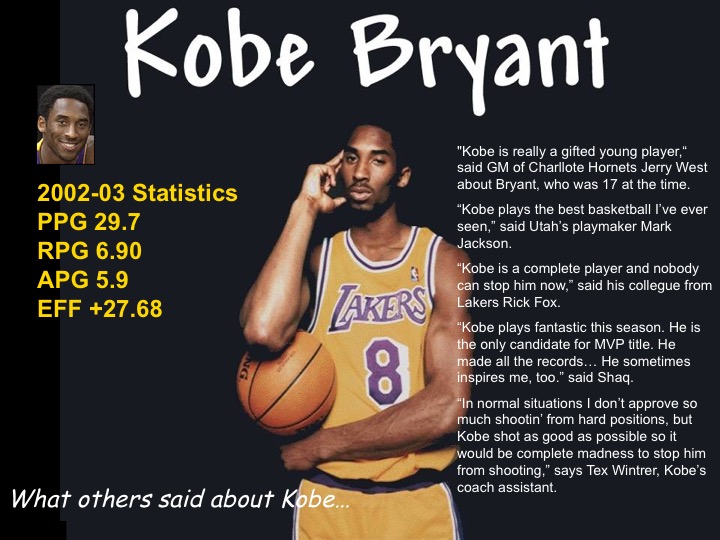 Kobe Bryant
2002-03 Statistics
PPG 29.7
RPG 6.90
APG 5.9
EFF +27.68
"Kobe is really a gifted young player,“
said GM of Charllote Hornets Jerry West
about Bryant, who was 17 at the time.
“Kobe plays the best basketball I’ve ever
seen,” said Utah’s playmaker Mark
Jackson.
“Kobe is a complete player and nobody
can stop him now,” said his collegue from
Lakers Rick Fox.
“Kobe plays fantastic this season. He is
the only candidate for MVP title. He
made all the records… He sometimes
inspires me, too.” said Shaq.
“In normal situations I don’t approve so
much shootin’ from hard positions, but
Kobe shot as good as possible so it
would be complete madness to stop him
from shooting,” says Tex Wintrer, Kobe’s
coach assistant.
LAKERS
8
What others said about Kobe…